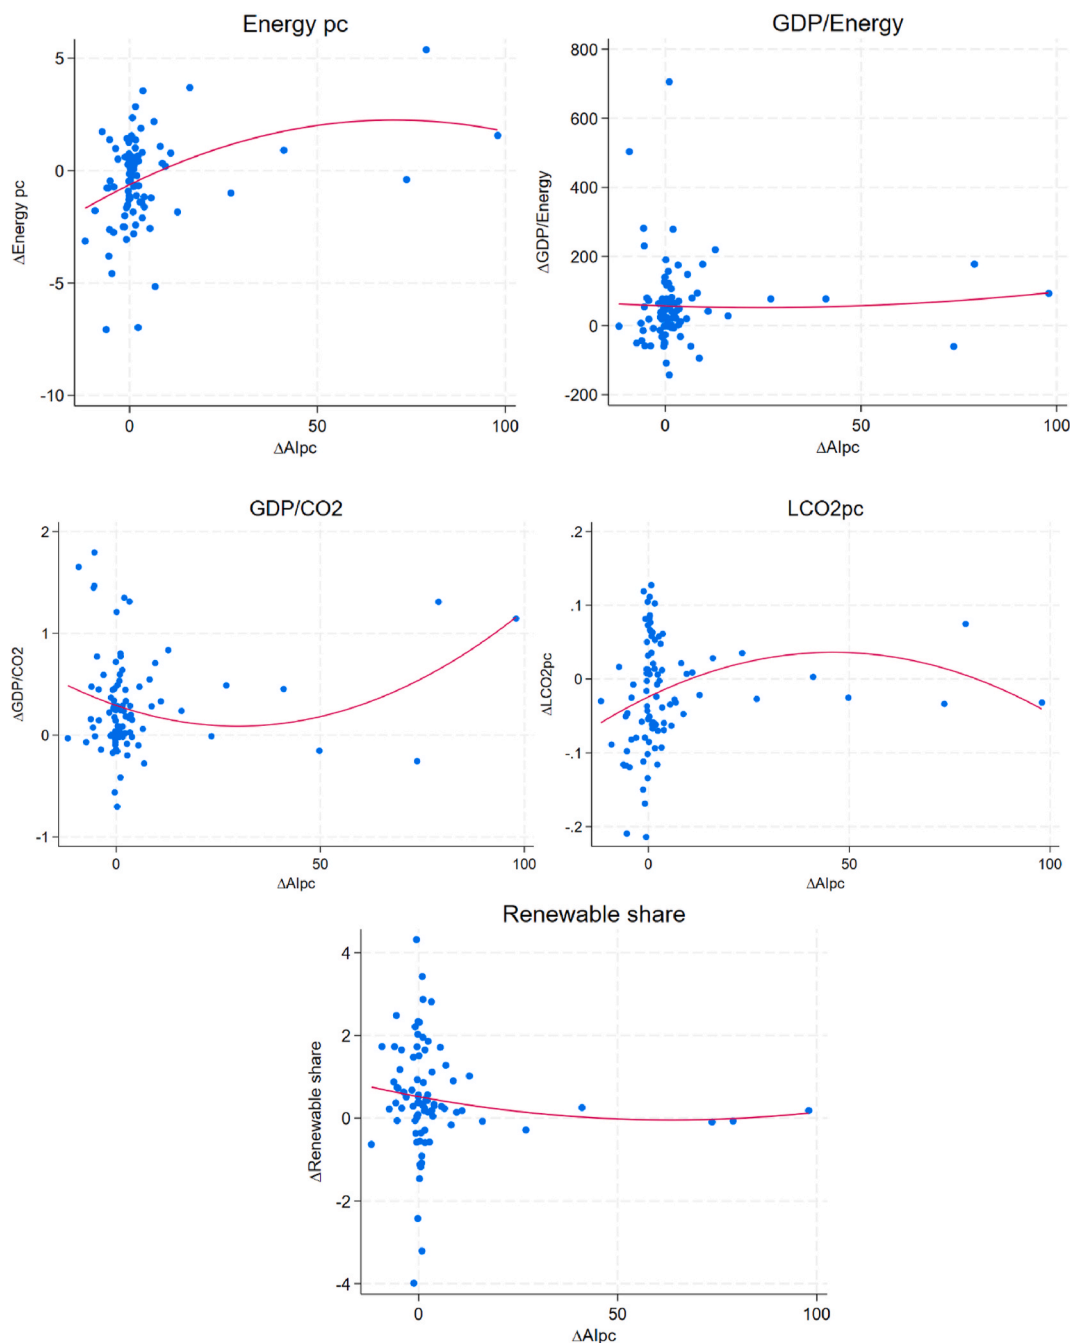 Energy pc
5
0
-5
-10
ΔEnergy pc
0
50
100
ΔAIpc
GDP/Energy
800
600
400
200
0
-200
ΔGDP/Energy
0
50
100
ΔAIpc
GDP/CO2
2
1
0
-1
ΔGDP/CO2
0
50
100
ΔAIpc
LCO2pc
.2
.1
0
-.1
-.2
ΔLCO2pc
0
50
100
ΔAIpc
Renewable share
4
2
0
-2
-4
ΔRenewable share
0
50
100
ΔAIpc